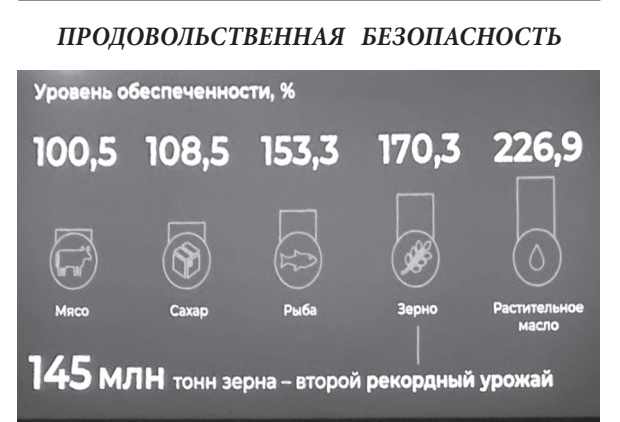 ПРОДОВОЛЬСТВЕННАЯ БЕЗОПАСНОСТЬ
Уровень обеспеченности, %
100,5 108,5 153,3 170,3 226,9
Мясо Сахар Рыба Зерно Растительное
масло
145 млн тонн зерна – второй рекордный урожай